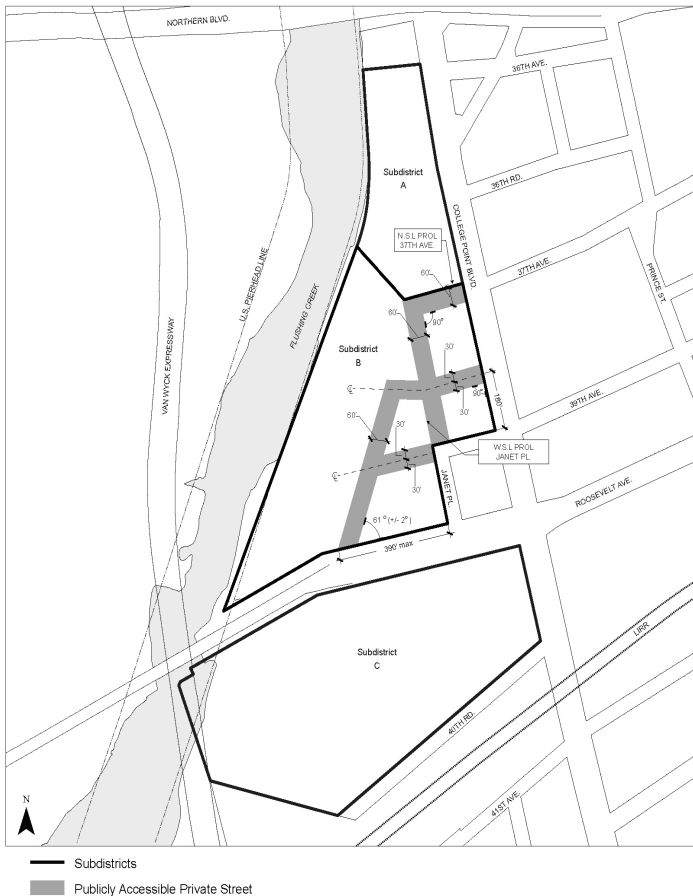 NORTHERN BLVD.
36TH AVE.
Subdistrict
A
36TH RD.
COLLEGE POINT BLVD.
N.S.L PROL
37TH AVE.
37TH AVE.
PRINCE ST.
U.S. PIERHEAD LINE
FLUSHING CREEK
VAN WYCK EXPRESSWAY
60'
60'
90°
Subdistrict
B
30'
CL
90°
180'
30'
39TH AVE.
60'
30'
W.S.L PROL
JANET PL.
CL
30'
JANET PL.
ROOSEVELT AVE.
61° (+/- 2°)
390' max
Subdistrict
C
LIRR
40TH RD.
41ST AVE.
N
Subdistricts
Publicly Accessible Private Street